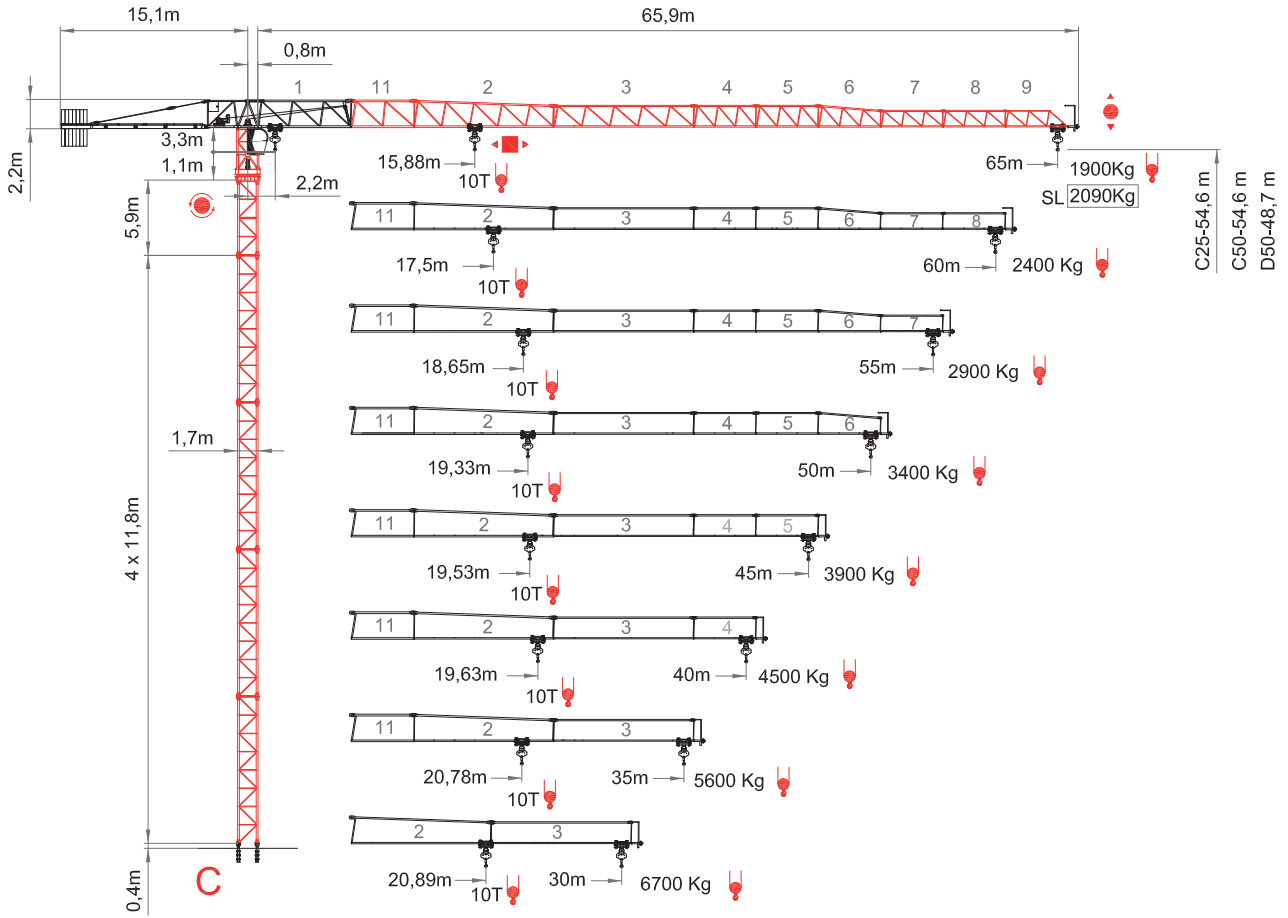 15,1m
65,9m
0,8m
1
11
2
3
4
5
6
7
8
9
2,2m
3,3m
1,1m
2,2m
15,88m
10T
65m
1900Kg
SL 2090Kg
C25-54,6 m
C50-54,6 m
D50-48,7 m
5,9m
11 2 3 4 5 6 7 8
17,5m
10T
60m
2400 Kg
11 2 3 4 5 6 7
18,65m
10T
55m
2900 Kg
11 2 3 4 5 6
1,7m
19,33m
10T
50m
3400 Kg
4 x 11,8m
11 2 3 4 5
19,53m
10T
45m
3900 Kg
11 2 3 4
19,63m
10T
40m
4500 Kg
11 2 3
20,78m
10T
35m
5600 Kg
2 3
20,89m
10T
30m
6700 Kg
0,4m
C